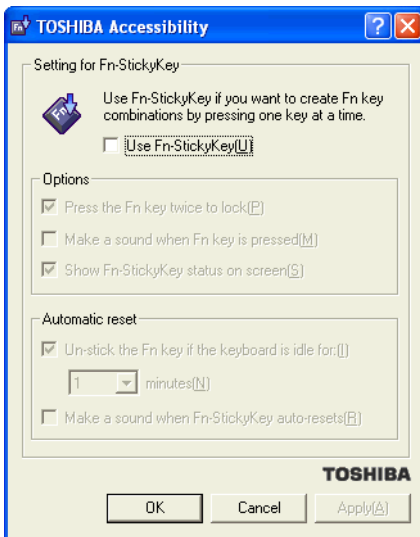 Fn
TOSHIBA Accessibility
Setting for Fn-StickyKey
Fn
Use Fn-StickyKey if you want to create Fn key
combinations by pressing one key at a time.
Use Fn-StickyKey(U)
Options
Press the Fn key twice to lock(P)
Make a sound when Fn key is pressed(M)
Show Fn-StickyKey status on screen(S)
Automatic reset
Un-stick the Fn key if the keyboard is idle for:(I)
1 minutes(N)
Make a sound when Fn-StickyKey auto-resets(R)
TOSHIBA
OK Cancel Apply(A)